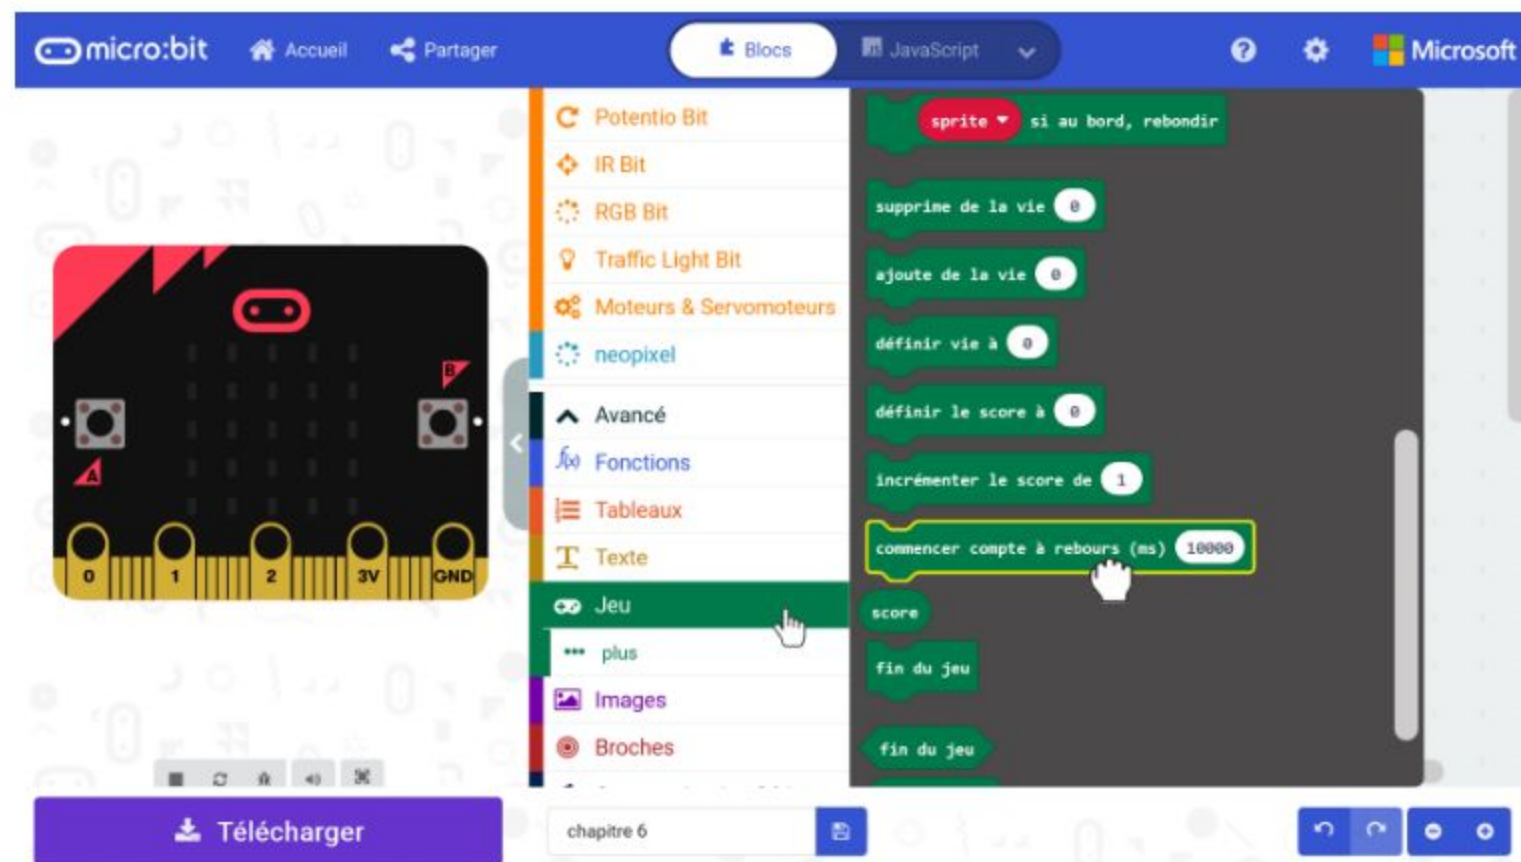 micro:bit
Accueil
Partager
Blocs
JavaScript
Microsoft
Potentio Bit
IR Bit
RGB Bit
Traffic Light Bit
Moteurs & Servomoteurs
neopixel
Avancé
Fonctions
Tableaux
Texte
Jeu
plus
Images
Broches
sprite si au bord, rebondir
supprime de la vie 0
ajoute de la vie 0
définir vie à 0
définir le score à 0
incrémenter le score de 1
commencer compte à rebours (ms) 10000
score
fin du jeu
fin du jeu
B
A
0 1 2 3V GND
Télécharger
chapitre 6